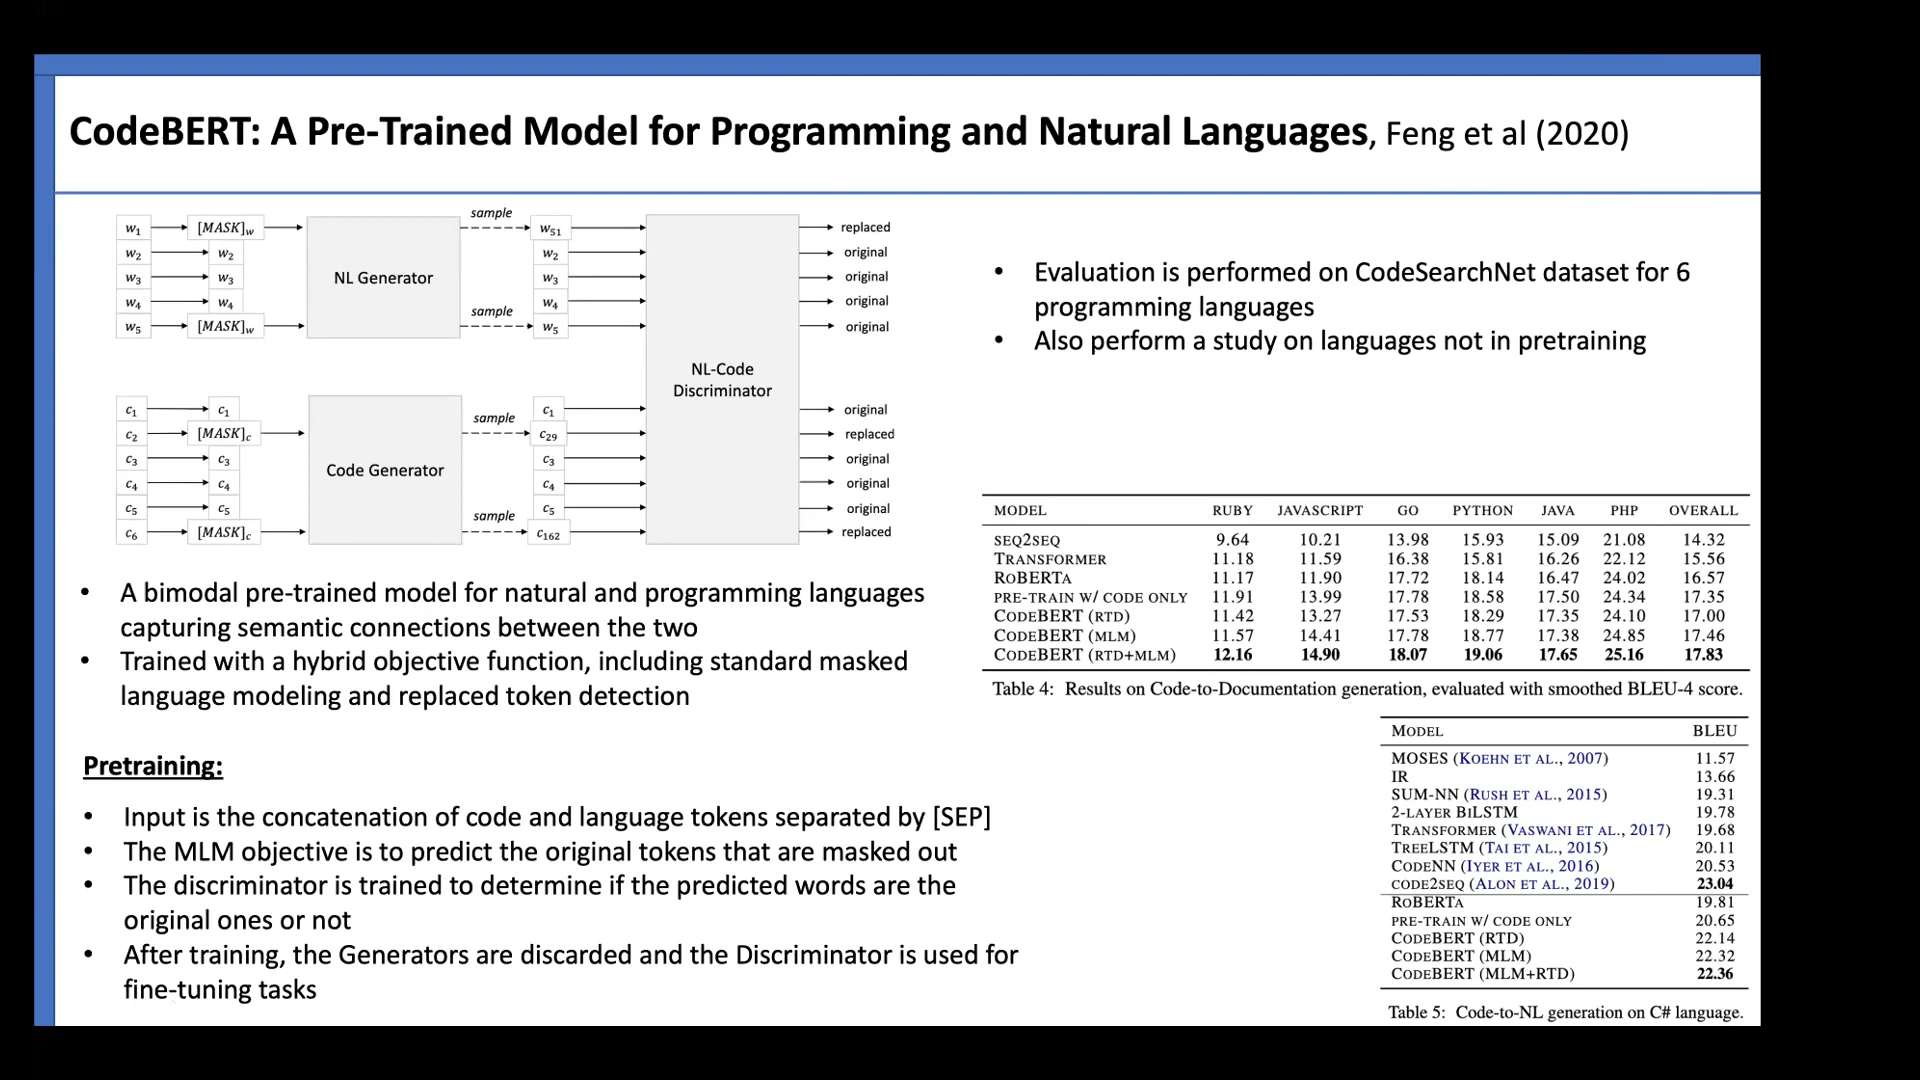 CodeBERT: A Pre-Trained Model for Programming and Natural Languages, Feng et al (2020)
w1 [MASK]w NL Generator sample w51 replaced
w2 w2 w2 original
w3 w3 w3 original
w4 w4 w4 original
w5 [MASK]w sample w5 original
NL-Code
Discriminator
c1 c1 c1 original
c2 [MASK]c Code Generator sample c29 replaced
c3 c3 c3 original
c4 c4 c4 original
c5 c5 c5 original
c6 [MASK]c sample c162 replaced
• A bimodal pre-trained model for natural and programming languages
capturing semantic connections between the two
• Trained with a hybrid objective function, including standard masked
language modeling and replaced token detection
Pretraining:
• Input is the concatenation of code and language tokens separated by [SEP]
• The MLM objective is to predict the original tokens that are masked out
• The discriminator is trained to determine if the predicted words are the
original ones or not
• After training, the Generators are discarded and the Discriminator is used for
fine-tuning tasks
• Evaluation is performed on CodeSearchNet dataset for 6
programming languages
• Also perform a study on languages not in pretraining
MODEL RUBY JAVASCRIPT GO PYTHON JAVA PHP OVERALL
SEQ2SEQ 9.64 10.21 13.98 15.93 15.09 21.08 14.32
TRANSFORMER 11.18 11.59 16.38 15.81 16.26 22.12 15.56
ROBERTA 11.17 11.90 17.72 18.14 16.47 24.02 16.57
PRE-TRAIN W/ CODE ONLY 11.91 13.99 17.78 18.58 17.50 24.34 17.35
CODEBERT (RTD) 11.42 13.27 17.53 18.29 17.35 24.10 17.00
CODEBERT (MLM) 11.57 14.41 17.78 18.77 17.38 24.85 17.46
CODEBERT (RTD+MLM) 12.16 14.90 18.07 19.06 17.65 25.16 17.83
Table 4: Results on Code-to-Documentation generation, evaluated with smoothed BLEU-4 score.
MODEL BLEU
MOSES (KOEHN ET AL., 2007) 11.57
IR 13.66
SUM-NN (RUSH ET AL., 2015) 19.31
2-LAYER BILSTM 19.78
TRANSFORMER (VASWANI ET AL., 2017) 19.68
TREELSTM (TAI ET AL., 2015) 20.11
CODENN (IYER ET AL., 2016) 20.53
CODE2SEQ (ALON ET AL., 2019) 23.04
ROBERTA 19.81
PRE-TRAIN W/ CODE ONLY 20.65
CODEBERT (RTD) 22.14
CODEBERT (MLM) 22.32
CODEBERT (MLM+RTD) 22.36
Table 5: Code-to-NL generation on C# language.